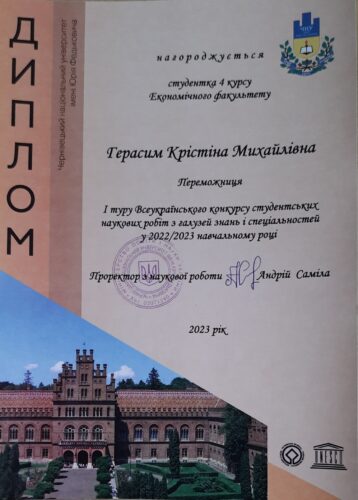 ДИПЛОМ
Чернівецький національний університет
імені Юрія Федьковича
ЧНУ
нагороджується
студентка 4 курсу
Економічного факультету
Герасим Крістіна Михайлівна
Переможниця
І туру Всеукраїнського конкурсу студентських
наукових робіт з галузей знань і спеціальностей
у 2022/2023 навчальному році
Проректор з наукової роботи
Андрій Саміла
2023 рік